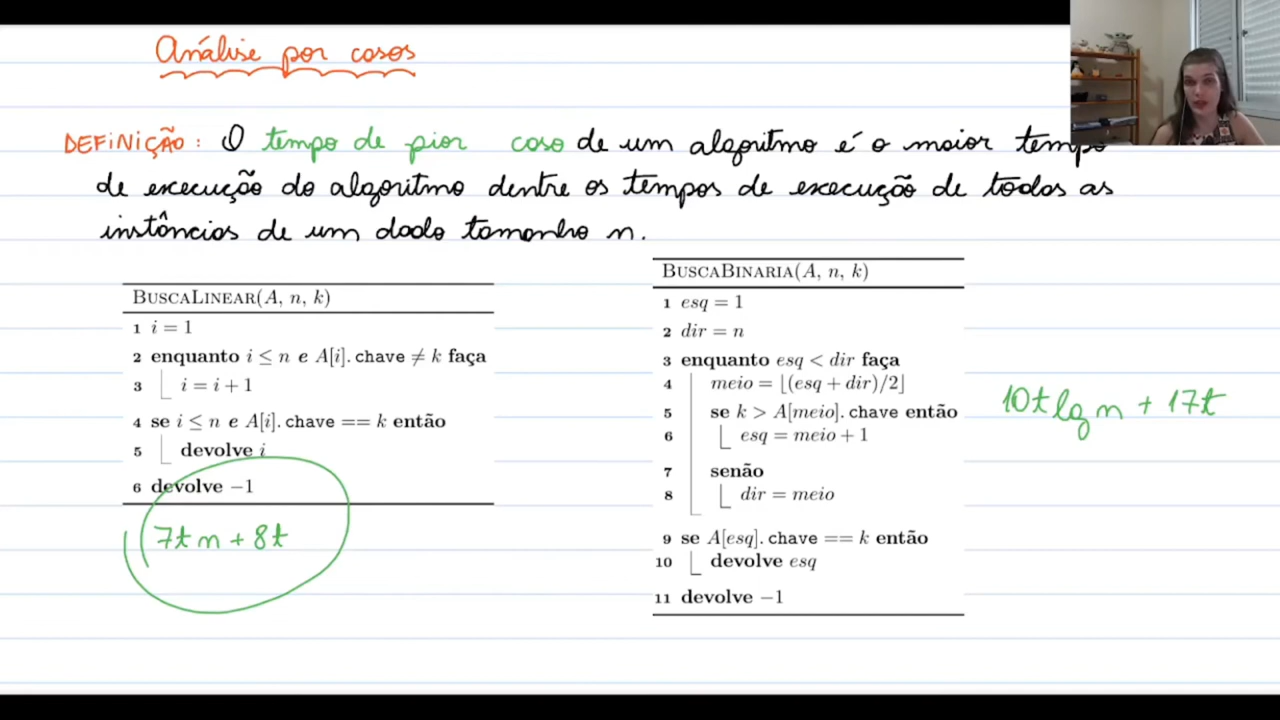 Análise por casos
DEFINIÇÃO: O tempo de pior caso de um algoritmo é o maior tempo
de execução do algoritmo dentre os tempos de execução de todas as
instâncias de um dado tamanho n.
BUSCALINEAR(A, n, k)
1 i = 1
2 enquanto i ≤ n e A[i]. chave ≠ k faça
3 i = i + 1
4 se i ≤ n e A[i]. chave == k então
5 devolve i
6 devolve −1
7tn + 8t
BUSCABINARIA(A, n, k)
1 esq = 1
2 dir = n
3 enquanto esq < dir faça
4 meio = ⌊(esq + dir)/2⌋
5 se k > A[meio]. chave então
6 esq = meio + 1
7 senão
8 dir = meio
9 se A[esq]. chave == k então
10 devolve esq
11 devolve −1
10t lg n + 17t